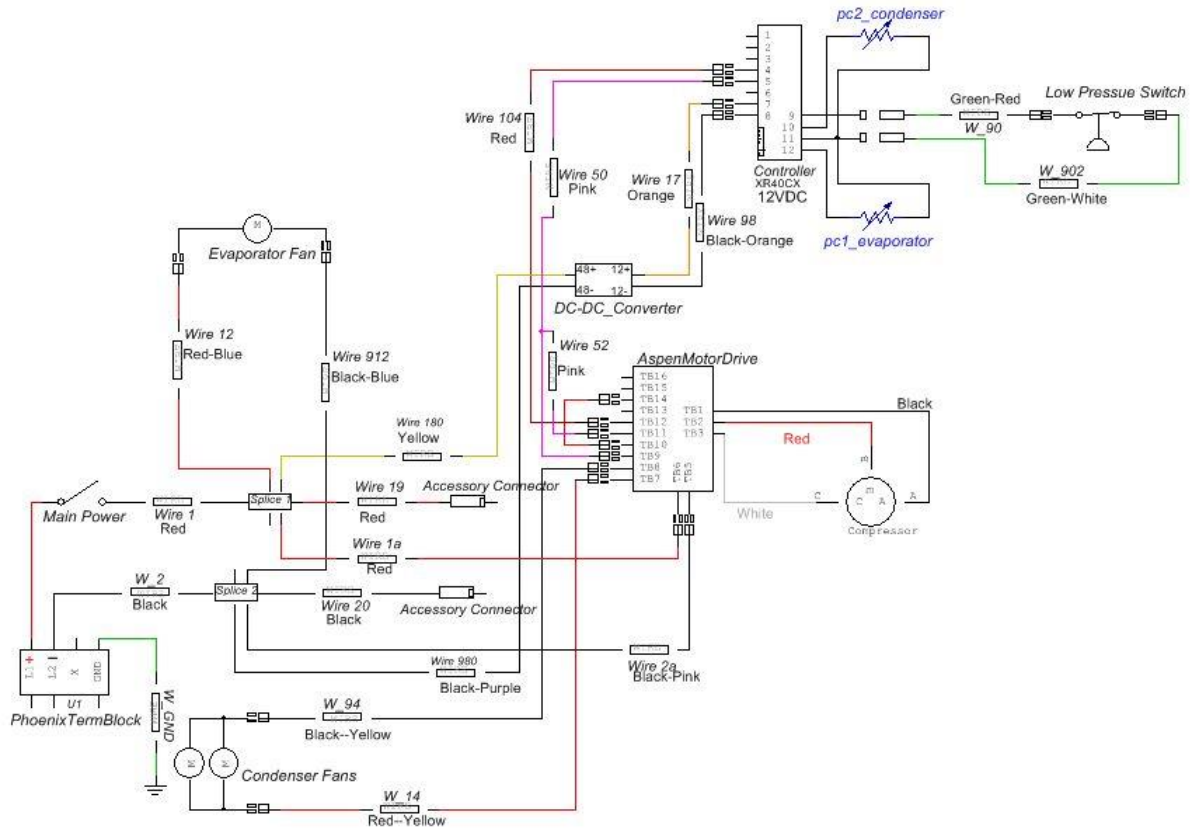 pc2_condenser
1
2
3
4
5
6
7
8
9
10
11
12
Controller
XR40CX
12VDC
Green-Red
W_90
Low Pressue Switch
W_902
Green-White
pc1_evaporator
Wire 104
Red
Wire 50
Pink
Wire 17
Orange
Wire 98
Black-Orange
M
Evaporator Fan
48+ 12+
48- 12-
DC-DC_Converter
Wire 12
Red-Blue
Wire 912
Black-Blue
Wire 52
Pink
AspenMotorDrive
TB16
TB15
TB14
TB13
TB12
TB11
TB10
TB9
TB8
TB7
TB1
TB2
TB3
TB6
TB5
Black
Red
White
B
C
A
B
C A
Compressor
Wire 180
Yellow
Main Power
Wire 1
Red
Splice 1
Wire 19
Red
Accessory Connector
Wire 1a
Red
W_2
Black
Splice 2
Wire 20
Black
Accessory Connector
Wire 980
Black-Purple
Wire 2a
Black-Pink
L1 +
L2 -
X
GND
U1
PhoenixTermBlock
W_GND
W_94
Black--Yellow
M
M
Condenser Fans
W_14
Red--Yellow